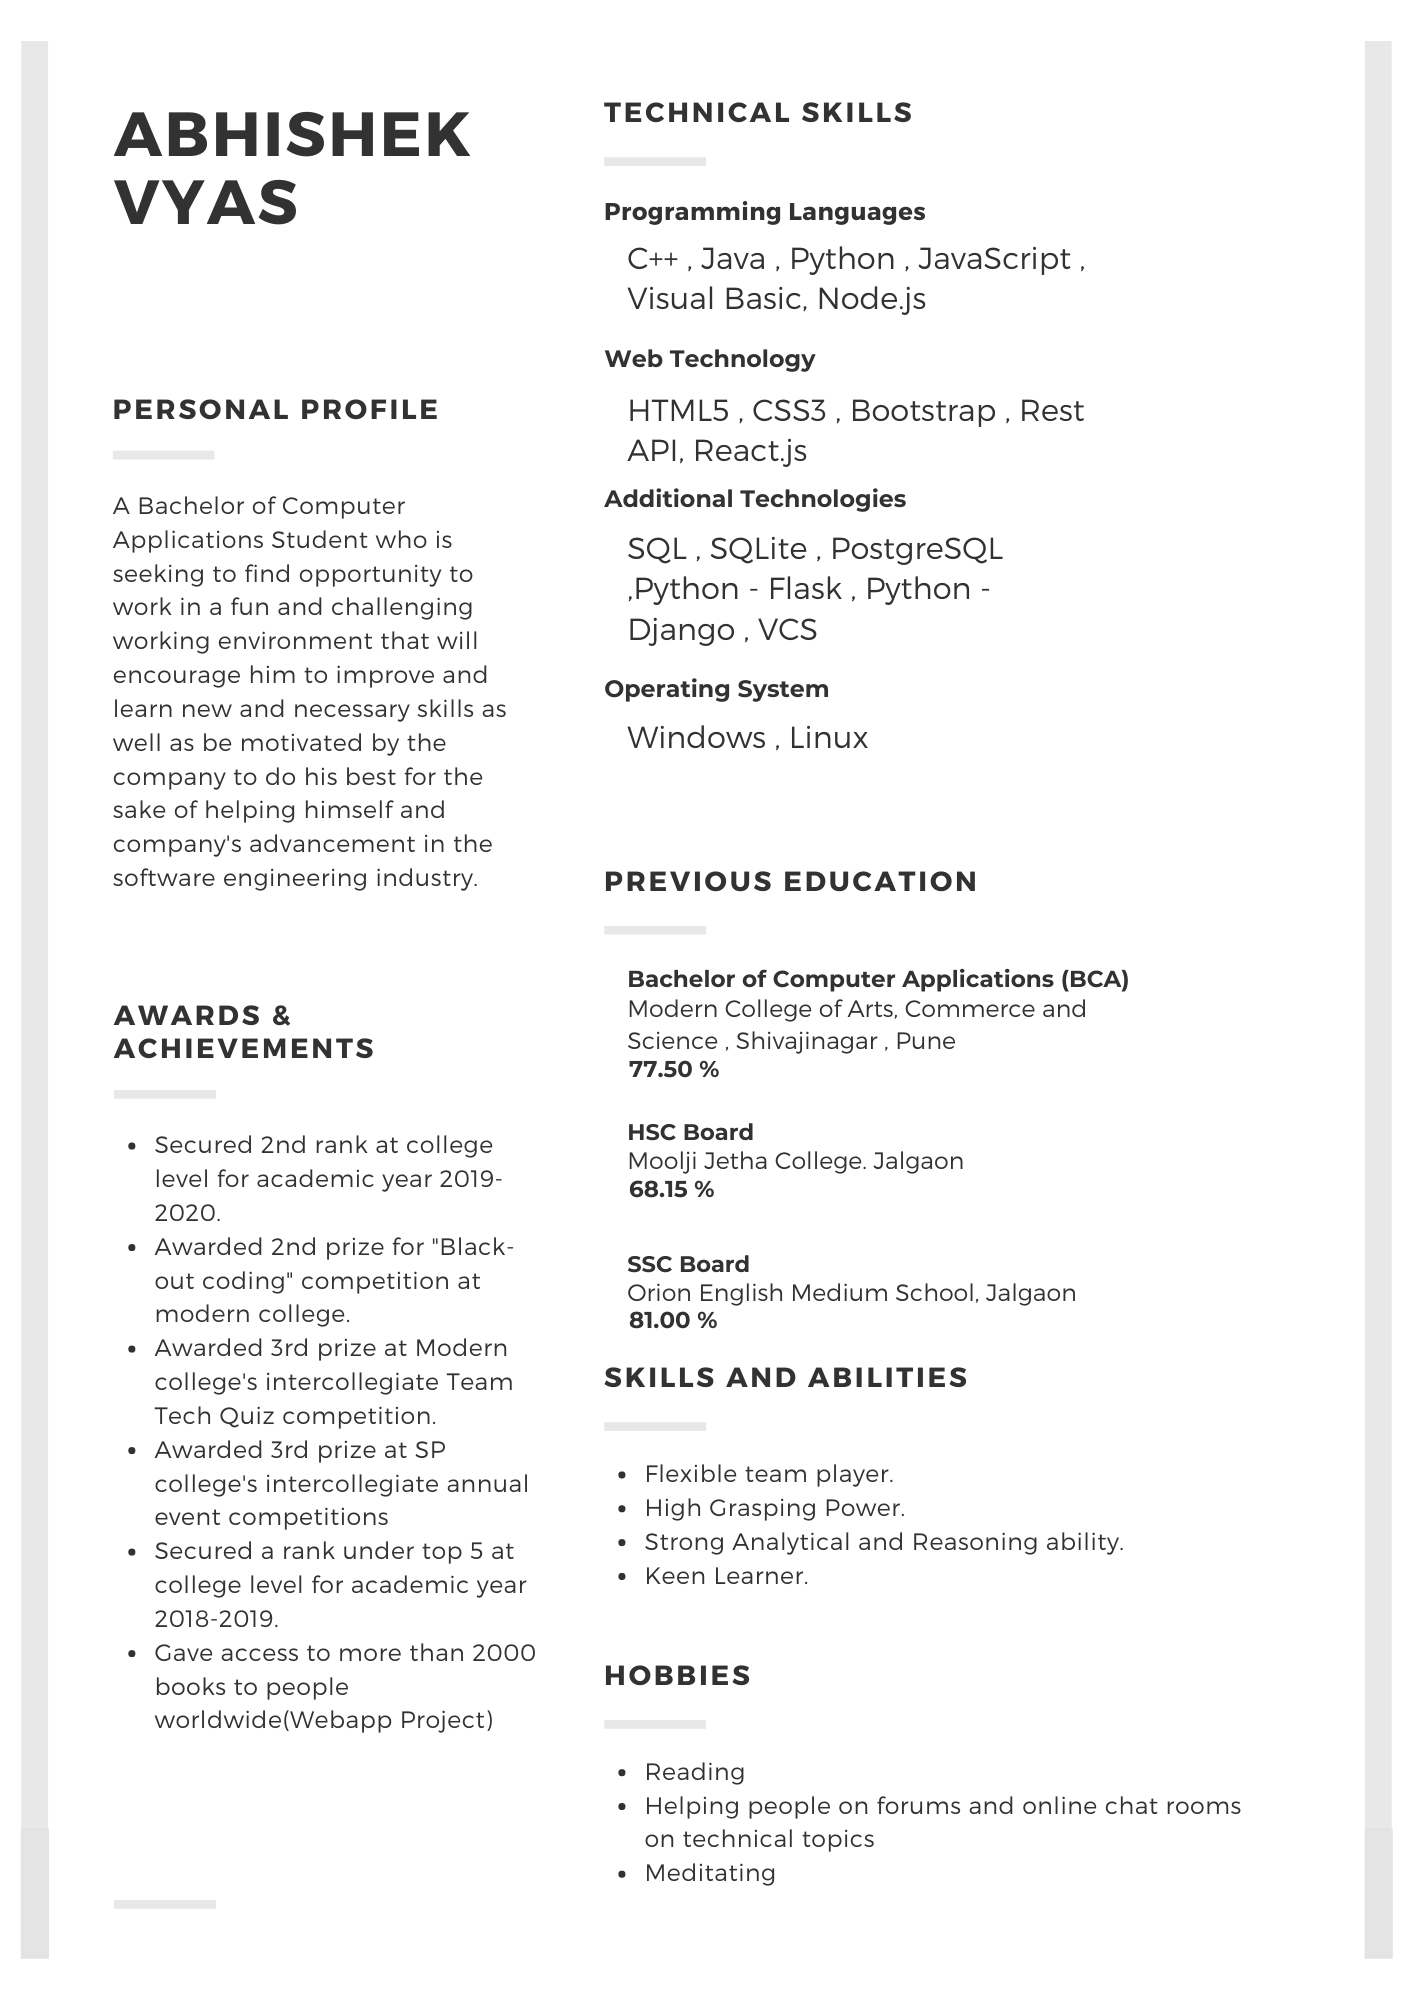 ABHISHEK
VYAS
PERSONAL PROFILE
A Bachelor of Computer
Applications Student who is
seeking to find opportunity to
work in a fun and challenging
working environment that will
encourage him to improve and
learn new and necessary skills as
well as be motivated by the
company to do his best for the
sake of helping himself and
company's advancement in the
software engineering industry.
AWARDS &
ACHIEVEMENTS
• Secured 2nd rank at college
level for academic year 2019-
2020.
• Awarded 2nd prize for "Black-
out coding" competition at
modern college.
• Awarded 3rd prize at Modern
college's intercollegiate Team
Tech Quiz competition.
• Awarded 3rd prize at SP
college's intercollegiate annual
event competitions
• Secured a rank under top 5 at
college level for academic year
2018-2019.
• Gave access to more than 2000
books to people
worldwide(Webapp Project)
TECHNICAL SKILLS
Programming Languages
C++ , Java , Python , JavaScript ,
Visual Basic, Node.js
Web Technology
HTML5 , CSS3 , Bootstrap , Rest
API, React.js
Additional Technologies
SQL , SQLite , PostgreSQL
,Python - Flask , Python -
Django , VCS
Operating System
Windows , Linux
PREVIOUS EDUCATION
Bachelor of Computer Applications (BCA)
Modern College of Arts, Commerce and
Science , Shivajinagar , Pune
77.50 %
HSC Board
Moolji Jetha College. Jalgaon
68.15 %
SSC Board
Orion English Medium School, Jalgaon
81.00 %
SKILLS AND ABILITIES
• Flexible team player.
• High Grasping Power.
• Strong Analytical and Reasoning ability.
• Keen Learner.
HOBBIES
• Reading
• Helping people on forums and online chat rooms
on technical topics
• Meditating